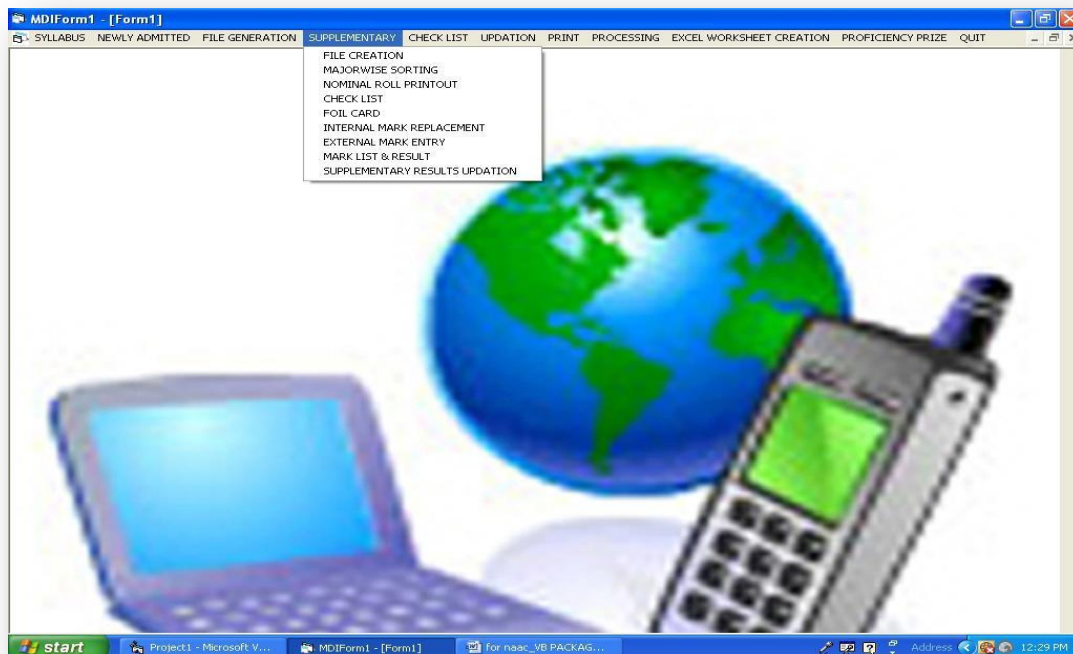 MDIForm1 - [Form1]
SYLLABUS NEWLY ADMITTED FILE GENERATION SUPPLEMENTARY CHECK LIST UPDATION PRINT PROCESSING EXCEL WORKSHEET CREATION PROFICIENCY PRIZE QUIT
FILE CREATION
MAJORWISE SORTING
NOMINAL ROLL PRINTOUT
CHECK LIST
FOIL CARD
INTERNAL MARK REPLACEMENT
EXTERNAL MARK ENTRY
MARK LIST & RESULT
SUPPLEMENTARY RESULTS UPDATION
start Project1 - Microsoft V... MDIForm1 - [Form1] for naac_VB PACKAG... Address 12:29 PM